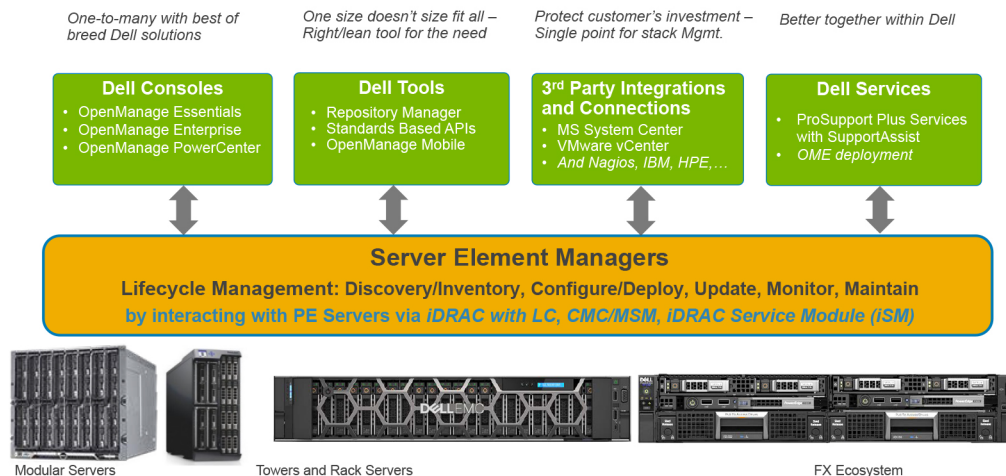 One-to-many with best of
breed Dell solutions
One size doesn't size fit all –
Right/lean tool for the need
Protect customer's investment –
Single point for stack Mgmt.
Better together within Dell
Dell Consoles
• OpenManage Essentials
• OpenManage Enterprise
• OpenManage PowerCenter
Dell Tools
• Repository Manager
• Standards Based APIs
• OpenManage Mobile
3rd Party Integrations
and Connections
• MS System Center
• VMware vCenter
• And Nagios, IBM, HPE,...
Dell Services
• ProSupport Plus Services
with SupportAssist
• OME deployment
Server Element Managers
Lifecycle Management: Discovery/Inventory, Configure/Deploy, Update, Monitor, Maintain
by interacting with PE Servers via iDRAC with LC, CMC/MSM, iDRAC Service Module (iSM)
DELL EMC
DELL
Modular Servers
Towers and Rack Servers
FX Ecosystem